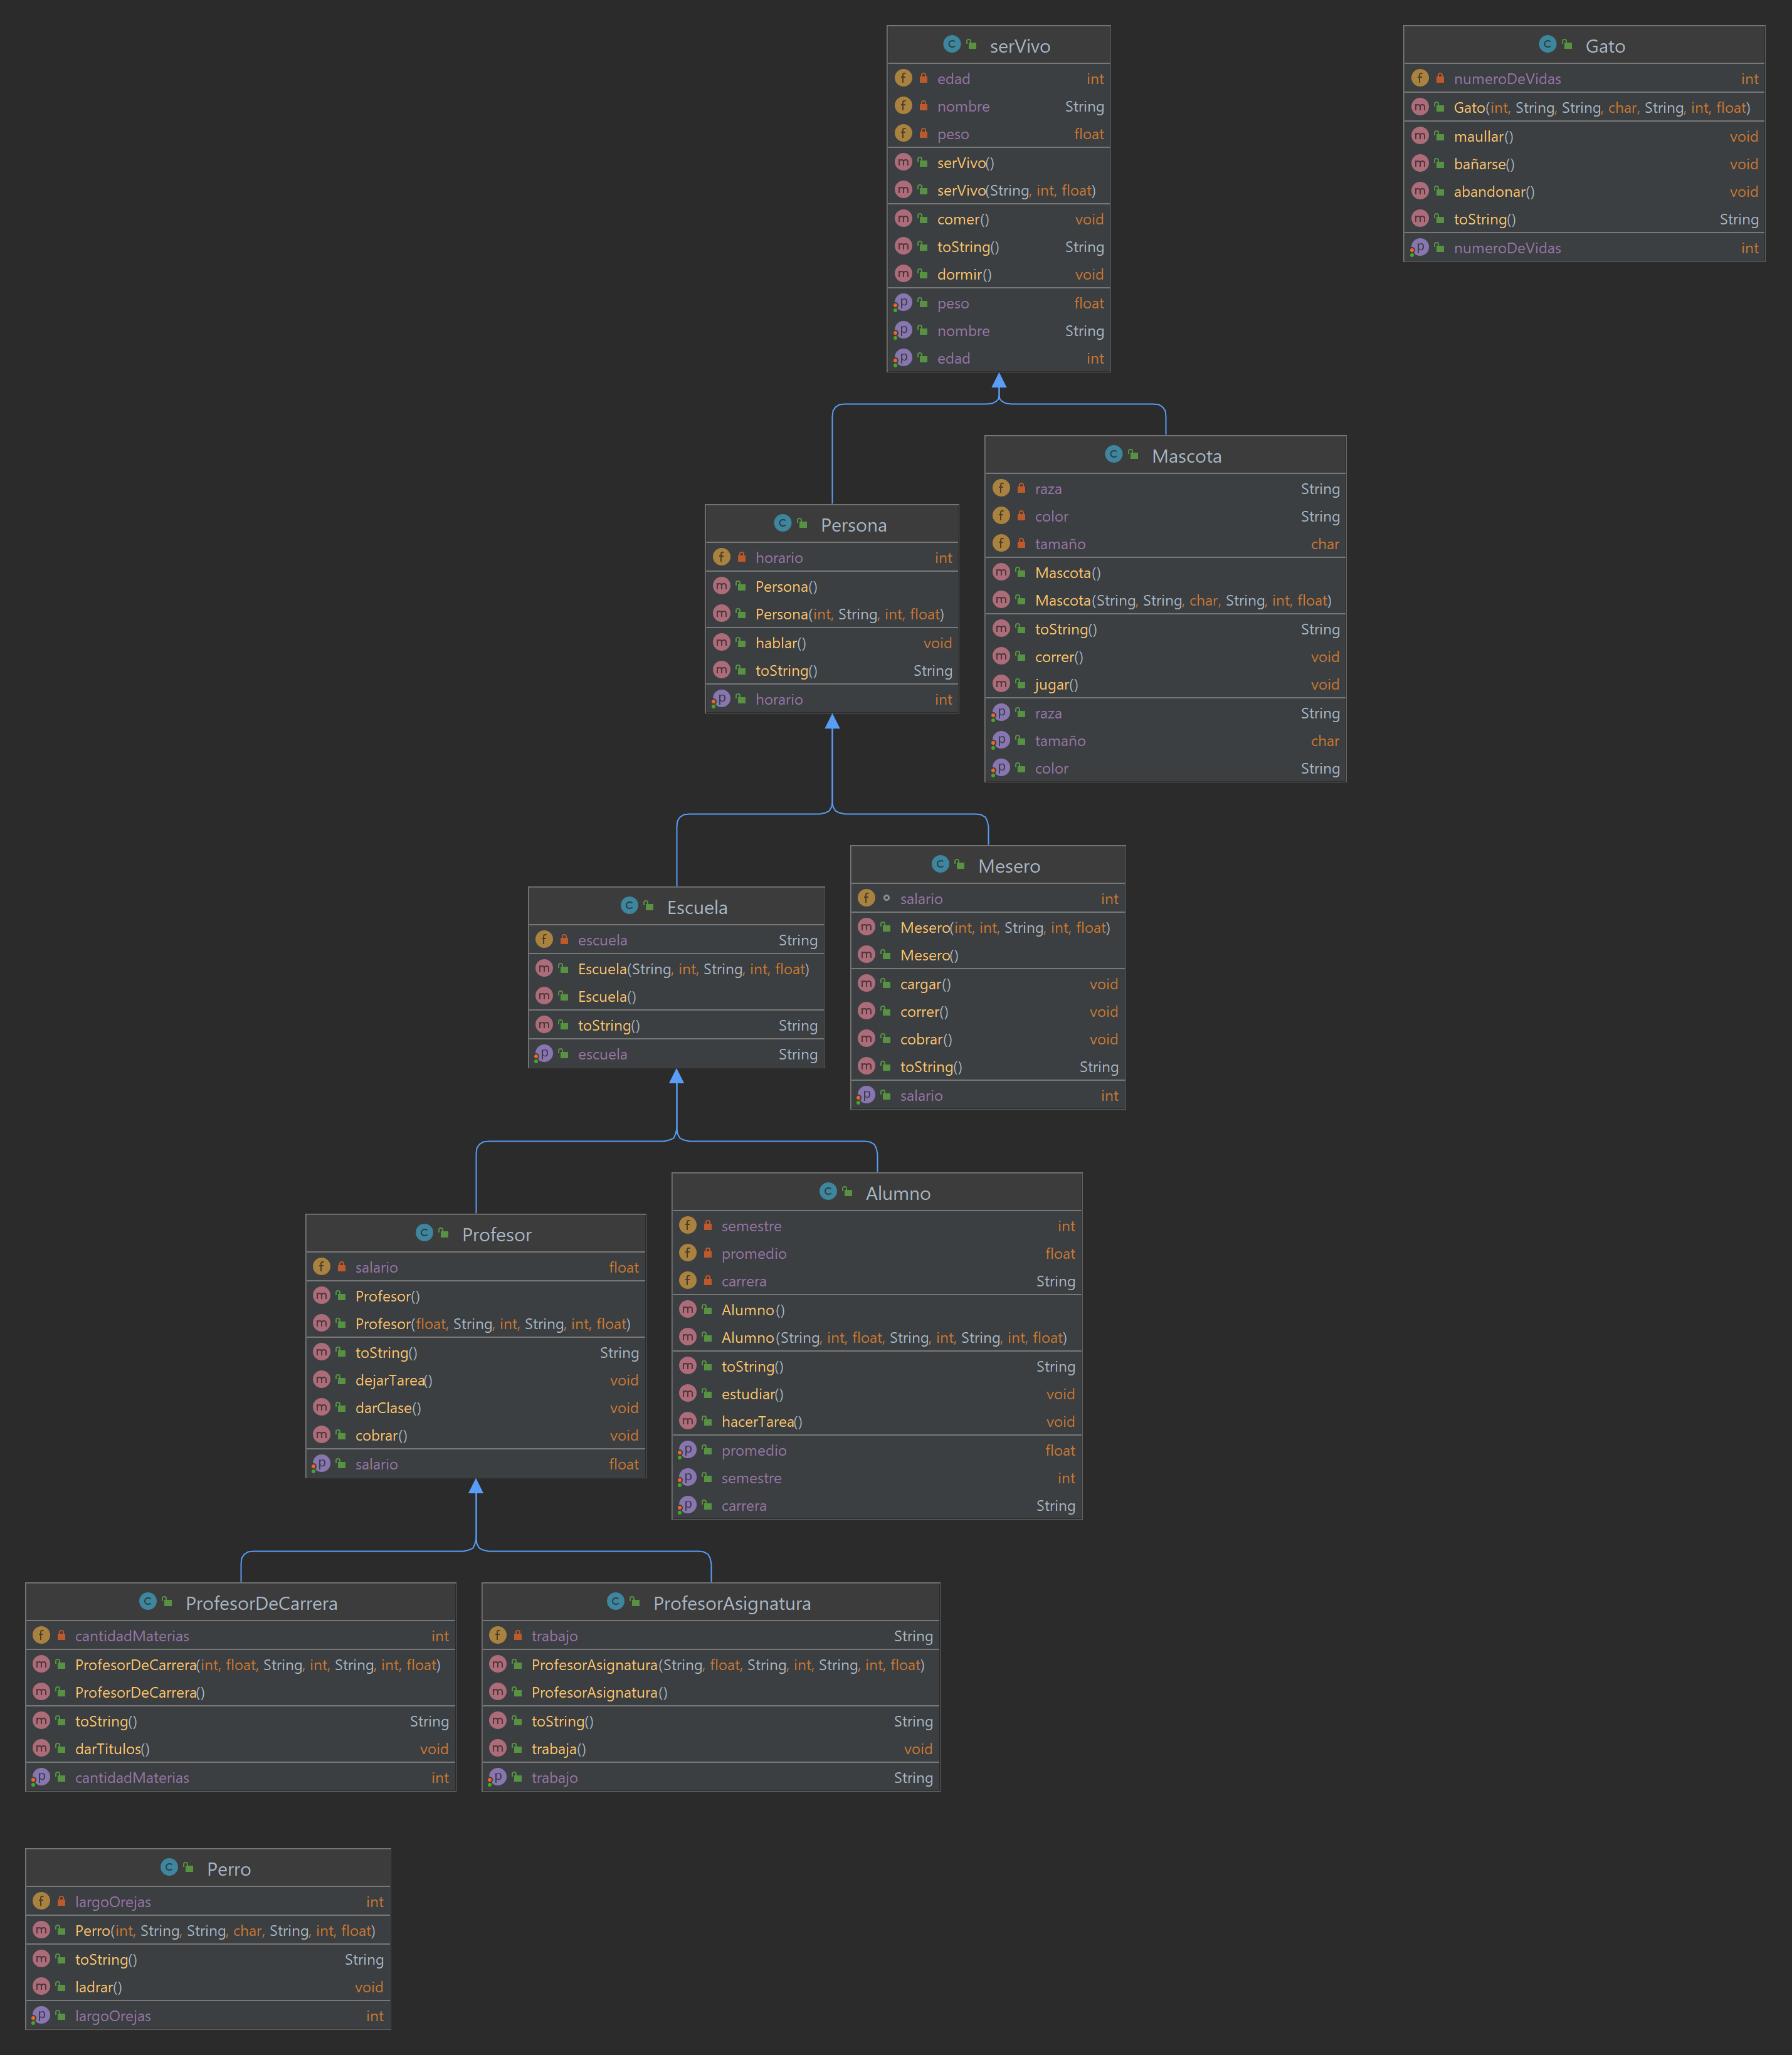 serVivo
edad int
nombre String
peso float
serVivo()
serVivo(String, int, float)
comer() void
toString() String
dormir() void
peso float
nombre String
edad int
Gato
numeroDeVidas int
Gato(int, String, String, char, String, int, float)
maullar() void
bañarse() void
abandonar() void
toString() String
numeroDeVidas int
Mascota
raza String
color String
tamaño char
Mascota()
Mascota(String, String, char, String, int, float)
toString() String
correr() void
jugar() void
raza String
tamaño char
color String
Persona
horario int
Persona()
Persona(int, String, int, float)
hablar() void
toString() String
horario int
Mesero
salario int
Mesero(int, int, String, int, float)
Mesero()
cargar() void
correr() void
cobrar() void
toString() String
salario int
Escuela
escuela String
Escuela(String, int, String, int, float)
Escuela()
toString() String
escuela String
Alumno
semestre int
promedio float
carrera String
Alumno()
Alumno(String, int, float, String, int, String, int, float)
toString() String
estudiar() void
hacerTarea() void
promedio float
semestre int
carrera String
Profesor
salario float
Profesor()
Profesor(float, String, int, String, int, float)
toString() String
dejarTarea() void
darClase() void
cobrar() void
salario float
ProfesorDeCarrera
cantidadMaterias int
ProfesorDeCarrera(int, float, String, int, String, int, float)
ProfesorDeCarrera()
toString() String
darTitulos() void
cantidadMaterias int
ProfesorAsignatura
trabajo String
ProfesorAsignatura(String, float, String, int, String, int, float)
ProfesorAsignatura()
toString() String
trabaja() void
trabajo String
Perro
largoOrejas int
Perro(int, String, String, char, String, int, float)
toString() String
ladrar() void
largoOrejas int